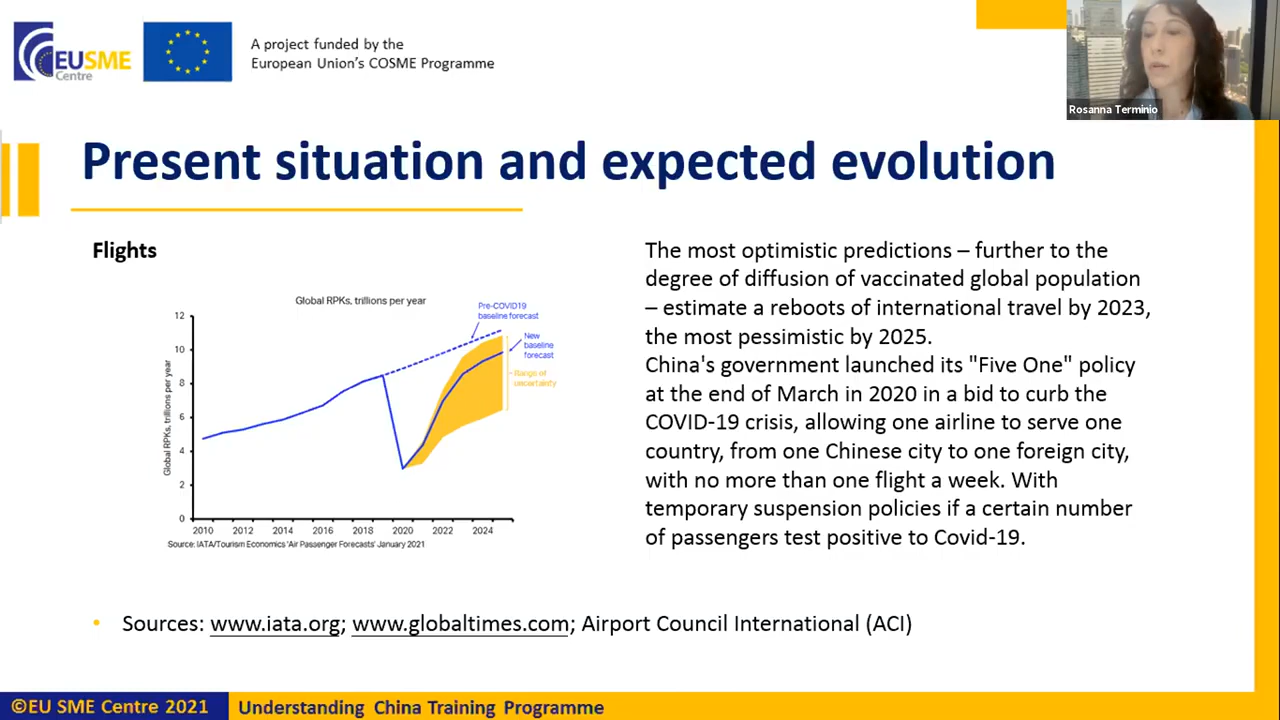 EUSME
Centre
A project funded by the
European Union's COSME Programme
Rosanna Terminio
Present situation and expected evolution
Flights
Global RPKs, trillions per year
Pre-COVID19
baseline forecast
New
baseline
forecast
Range of
uncertainty
Global RPKs, trillions per year
12
10
8
6
4
2
0
2010 2012 2014 2016 2018 2020 2022 2024
Source: IATA/Tourism Economics 'Air Passenger Forecasts' January 2021
The most optimistic predictions – further to the
degree of diffusion of vaccinated global population
– estimate a reboots of international travel by 2023,
the most pessimistic by 2025.
China's government launched its "Five One" policy
at the end of March in 2020 in a bid to curb the
COVID-19 crisis, allowing one airline to serve one
country, from one Chinese city to one foreign city,
with no more than one flight a week. With
temporary suspension policies if a certain number
of passengers test positive to Covid-19.
• Sources: www.iata.org; www.globaltimes.com; Airport Council International (ACI)
©EU SME Centre 2021
Understanding China Training Programme